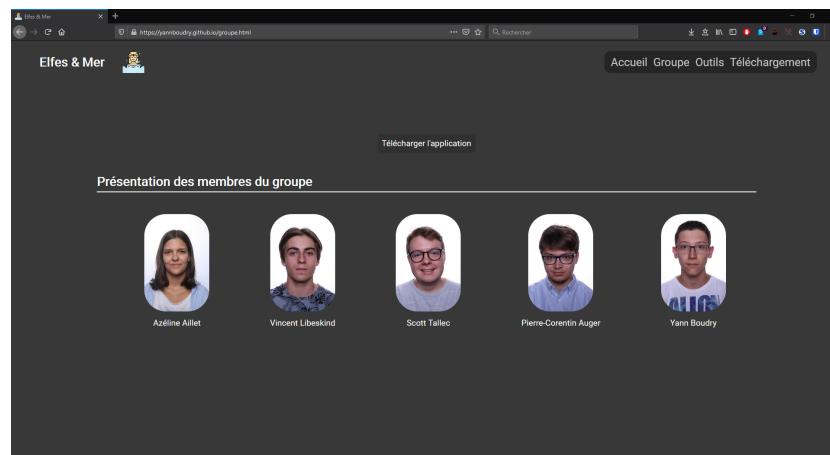 Elfes & Mer
https://yannboudry.github.io/groupe.html
Rechercher
Elfes & Mer
Accueil Groupe Outils Téléchargement
Télécharger l'application
Présentation des membres du groupe
Azéline Aillet
Vincent Libeskind
Scott Tallec
Pierre-Corentin Auger
Yann Boudry